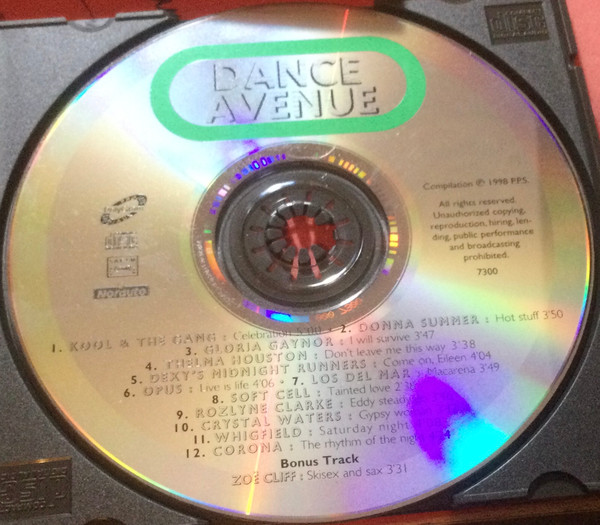 DANCE
AVENUE
Compilation ℗ 1998 P.P.S.
All rights reserved.
Unauthorized copying,
reproduction, hiring, len-
ding, public performance
and broadcasting
prohibited.
7300
Norauto
1. KOOL & THE GANG : Celebration • 2. DONNA SUMMER : Hot stuff 3'50
3. GLORIA GAYNOR : I will survive 3'47
4. THELMA HOUSTON : Don't leave me this way 3'38
5. DEXY'S MIDNIGHT RUNNERS : Come on, Eileen 4'04
6. OPUS : Live is life 4'06 • 7. LOS DEL MAR : Macarena 3'49
8. SOFT CELL : Tainted love
9. ROZLYNE CLARKE : Eddy steady
10. CRYSTAL WATERS : Gypsy
11. WHIGFIELD : Saturday night
12. CORONA : The rhythm of the night
Bonus Track
ZOË CLIFF : Skisex and sax 3'31